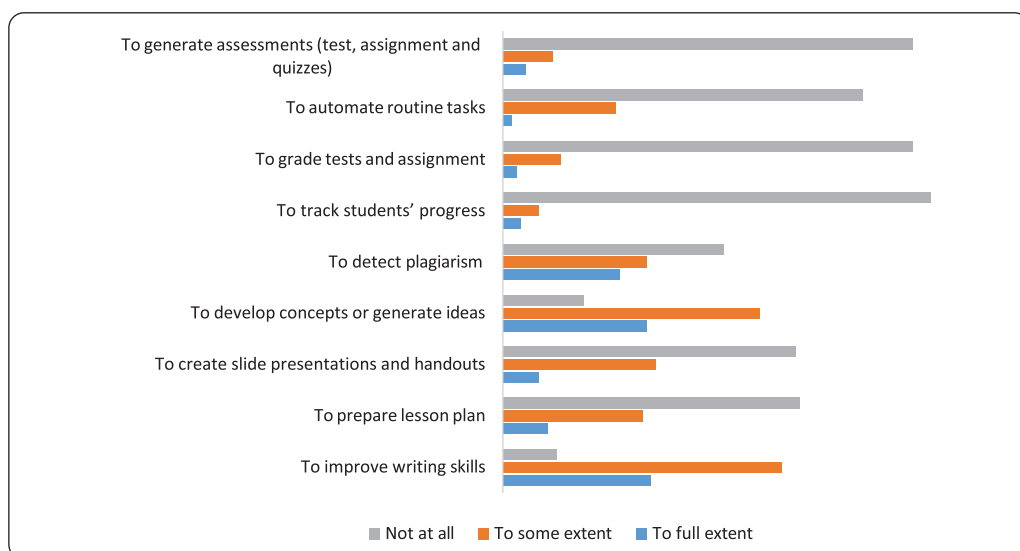 To generate assessments (test, assignment and
quizzes)
To automate routine tasks
To grade tests and assignment
To track students’ progress
To detect plagiarism
To develop concepts or generate ideas
To create slide presentations and handouts
To prepare lesson plan
To improve writing skills
Not at all To some extent To full extent